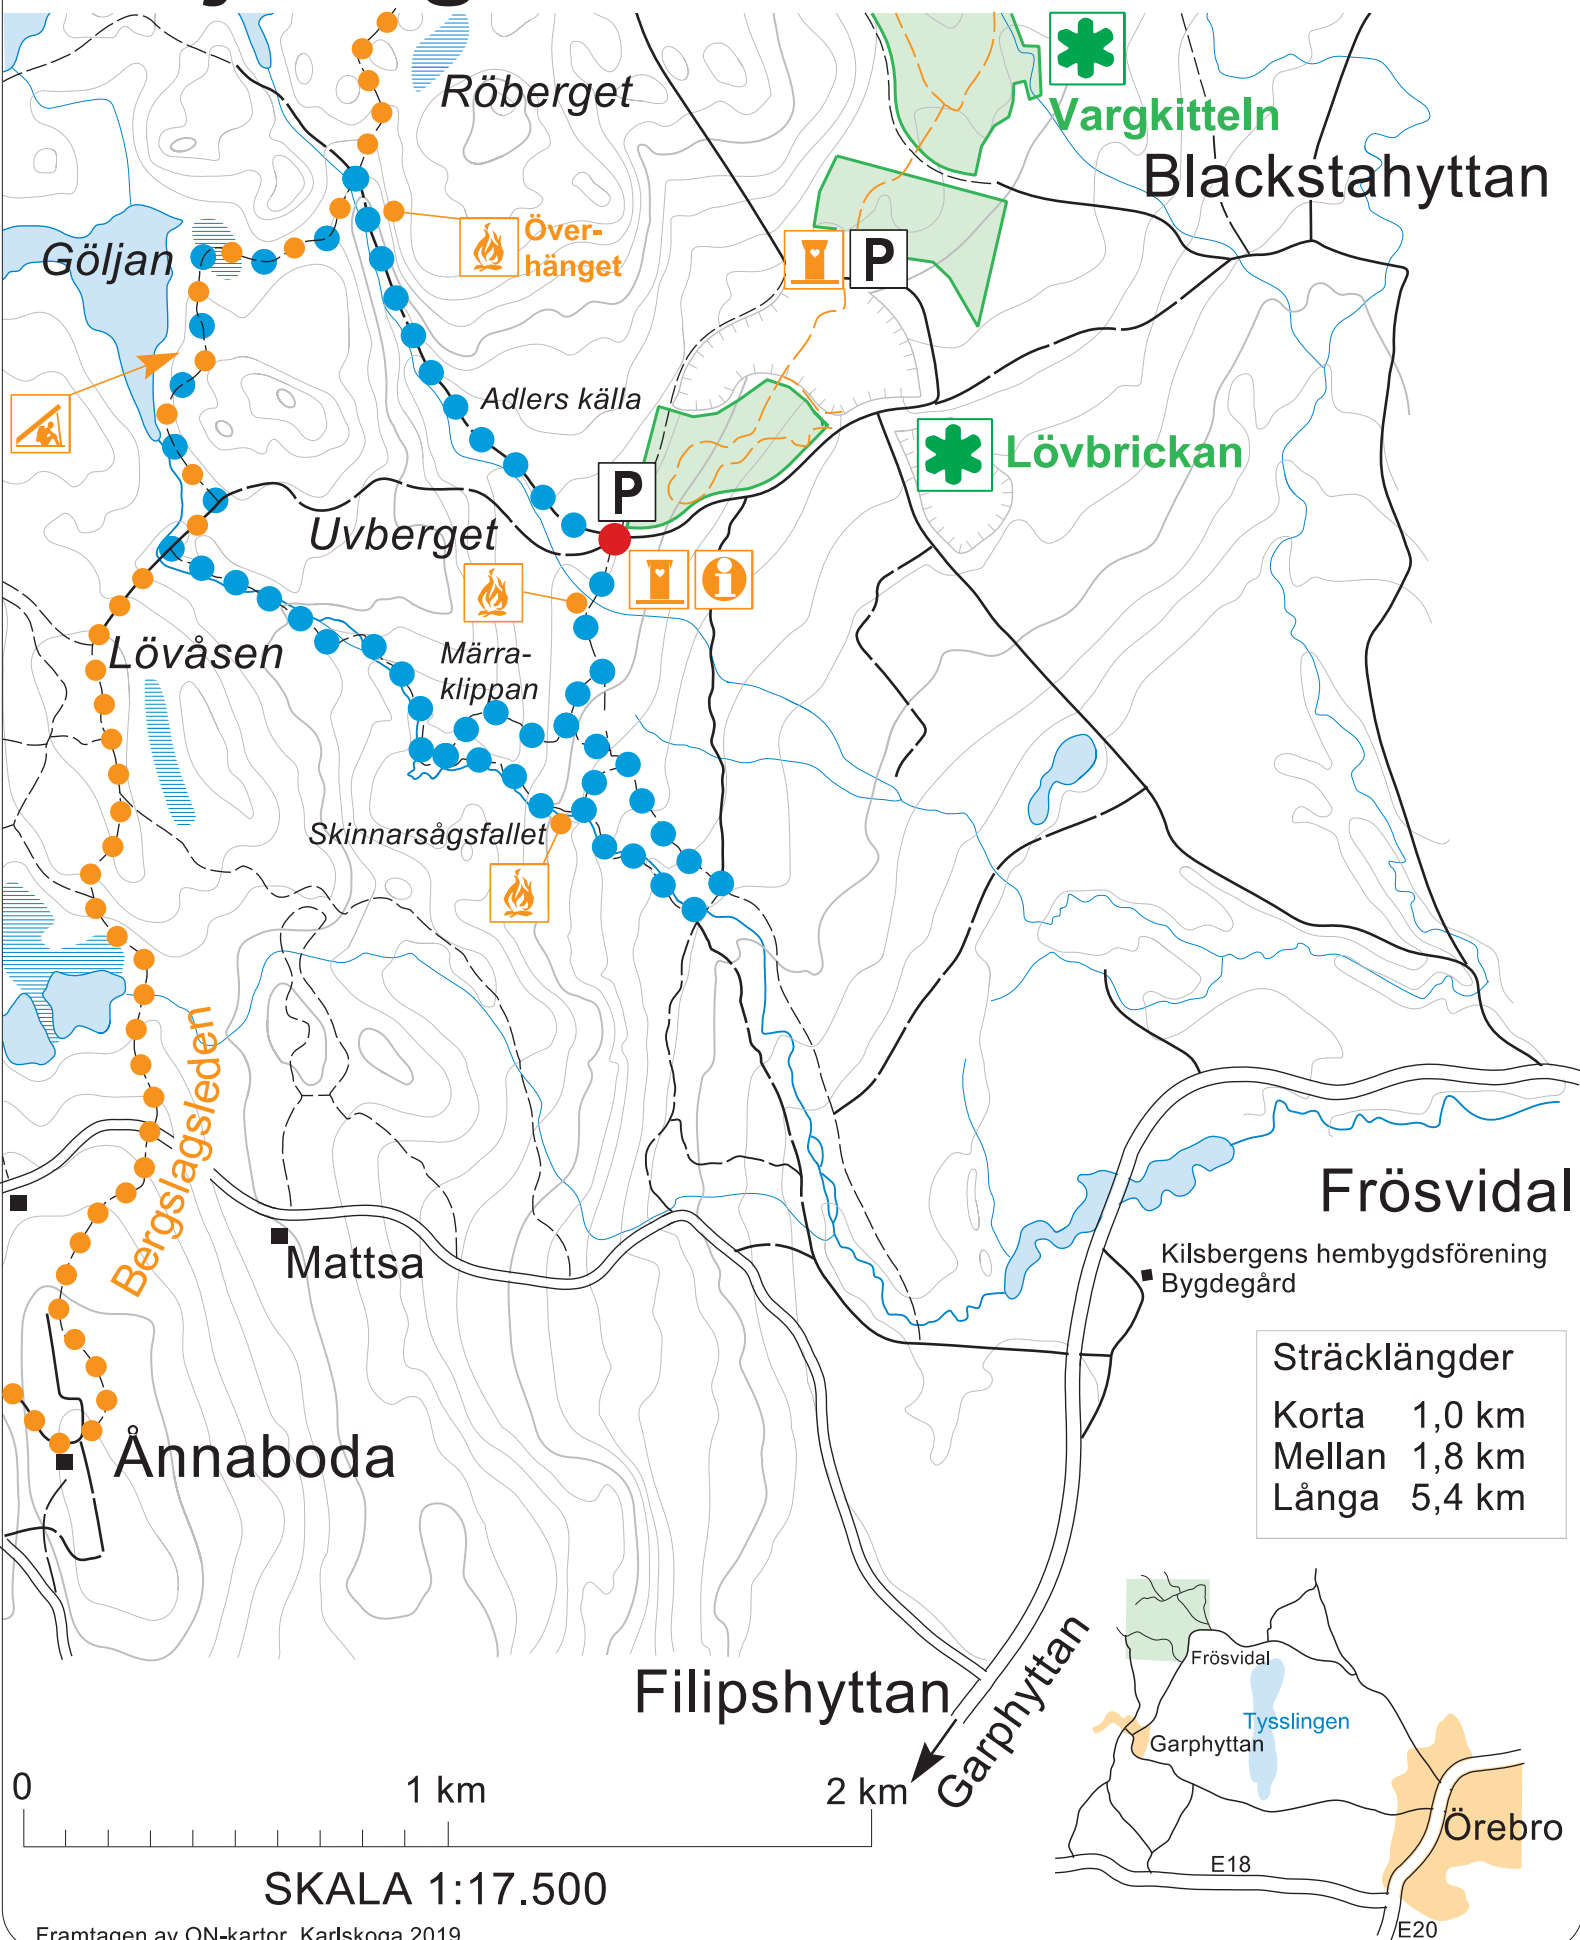 Röberget
Vargkitteln
Blackstahyttan
Över-
hänget
Göljan
P
Adlers källa
Lövbrickan
P
Uvberget
i
Lövåsen
Märra-
klippan
Skinnarsågsfallet
Bergslagsleden
Frösvidal
Mattsa
Kilsbergens hembygdsförening
Bygdegård
Sträcklängder
Korta 1,0 km
Mellan 1,8 km
Långa 5,4 km
Ånnaboda
Filipshyttan
Garphyttan
Frösvidal
Tysslingen
Garphyttan
Örebro
E18
E20
0 1 km 2 km
SKALA 1:17.500
Framtagen av ON-kartor, Karlskoga 2019